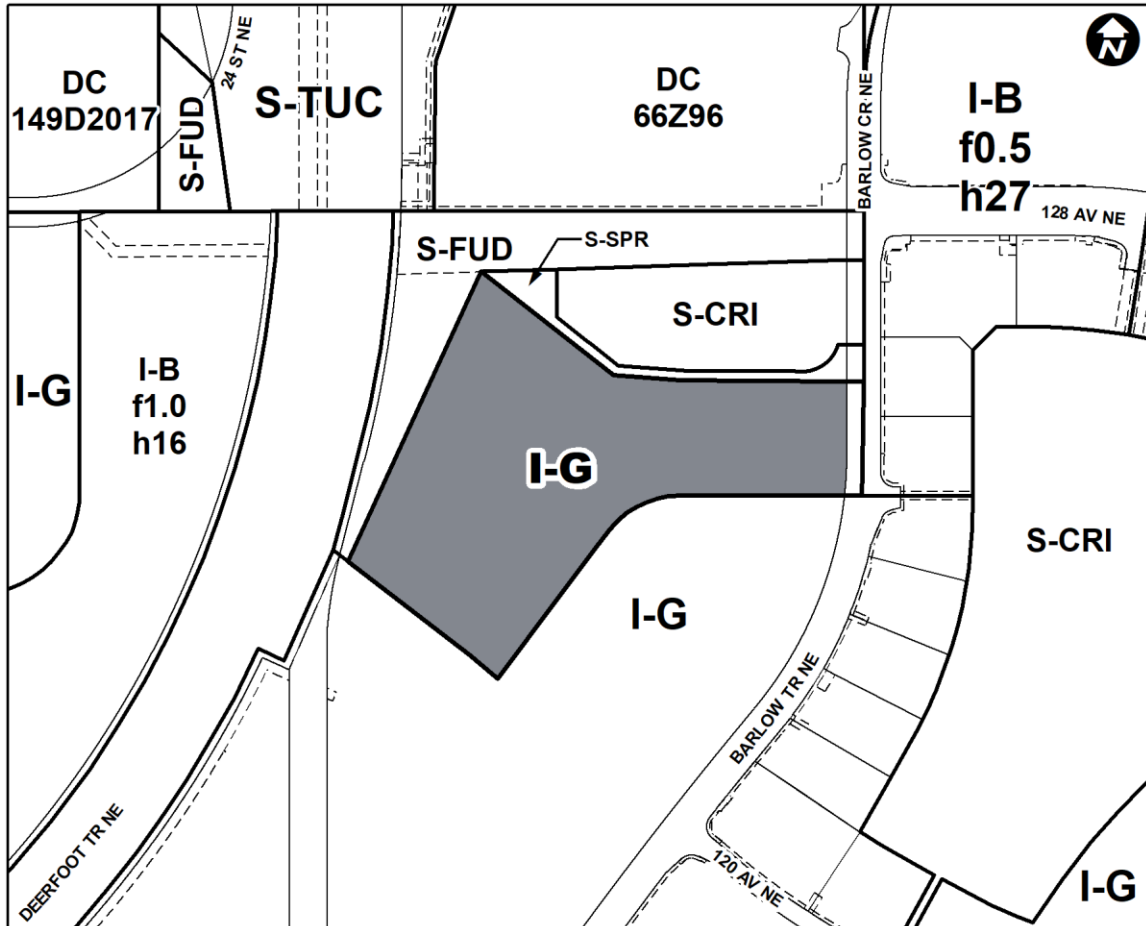 N
24 ST NE
DC
149D2017
S-FUD
S-TUC
DC
66Z96
BARLOW CR NE
I-B
f0.5
h27
128 AV NE
S-FUD
S-SPR
S-CRI
I-G
I-B
f1.0
h16
I-G
S-CRI
I-G
BARLOW TR NE
DEERFOOT TR NE
120 AV NE
I-G